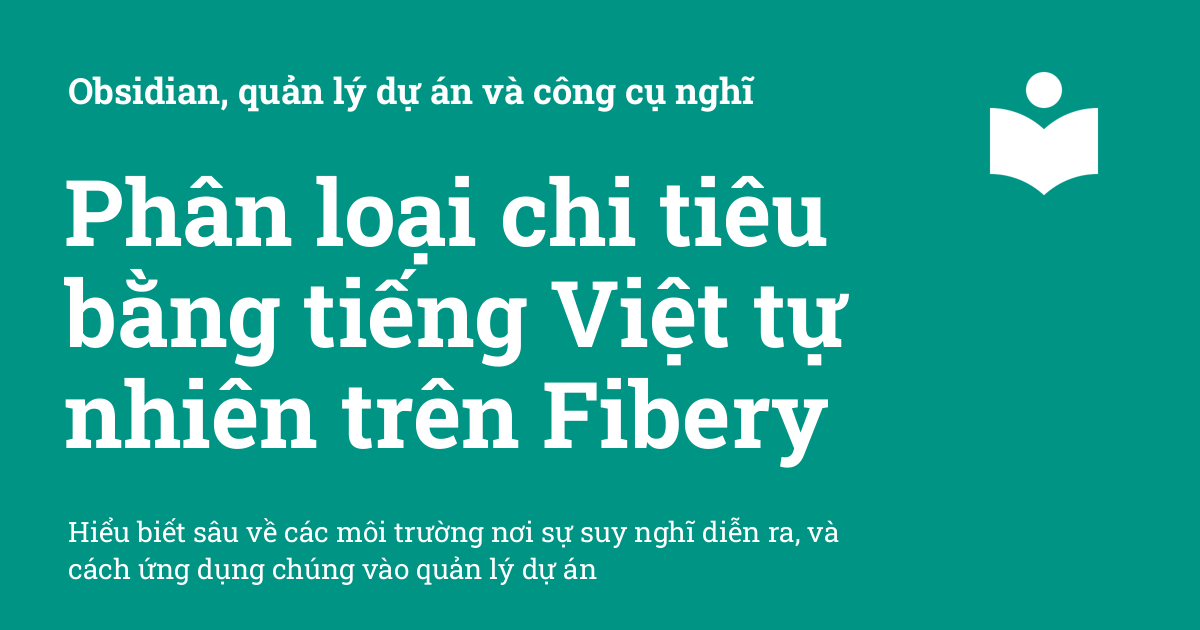 Obsidian, quản lý dự án và công cụ nghĩ
Phân loại chi tiêu
bằng tiếng Việt tự
nhiên trên Fibery
Hiểu biết sâu về các môi trường nơi sự suy nghĩ diễn ra, và
cách ứng dụng chúng vào quản lý dự án